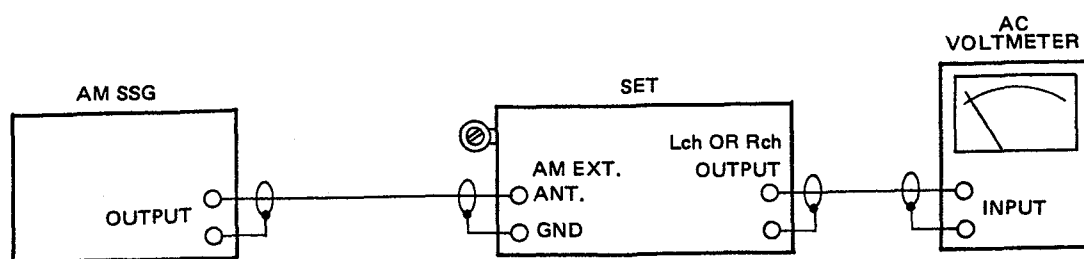 AC
VOLTMETER
AM SSG
SET
Lch OR Rch
AM EXT.
OUTPUT
ANT.
OUTPUT
GND
INPUT